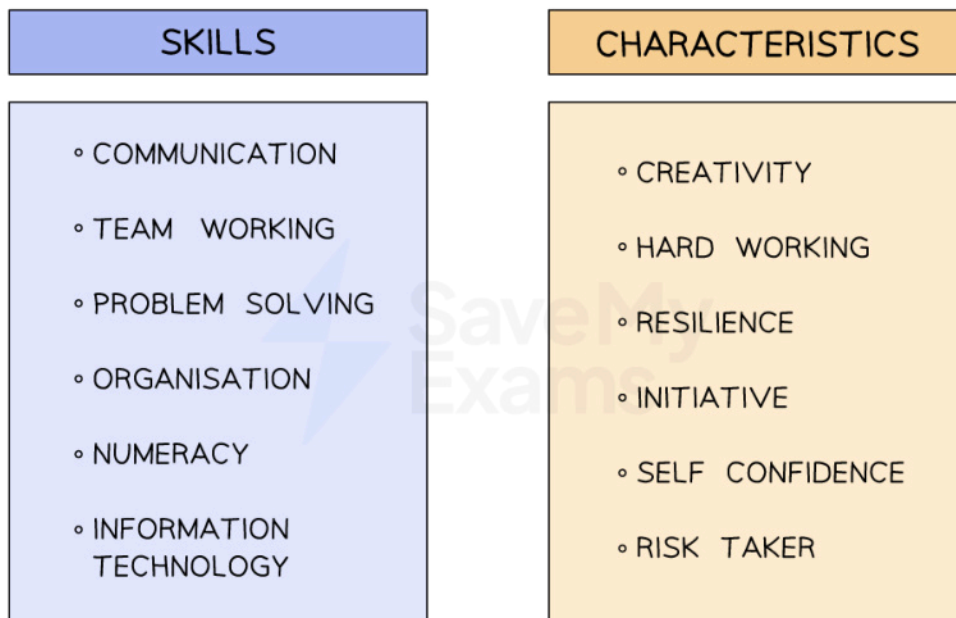 SKILLS
◦ COMMUNICATION
◦ TEAM WORKING
◦ PROBLEM SOLVING
◦ ORGANISATION
◦ NUMERACY
◦ INFORMATION
TECHNOLOGY
CHARACTERISTICS
◦ CREATIVITY
◦ HARD WORKING
◦ RESILIENCE
◦ INITIATIVE
◦ SELF CONFIDENCE
◦ RISK TAKER
SaveMy
Exams